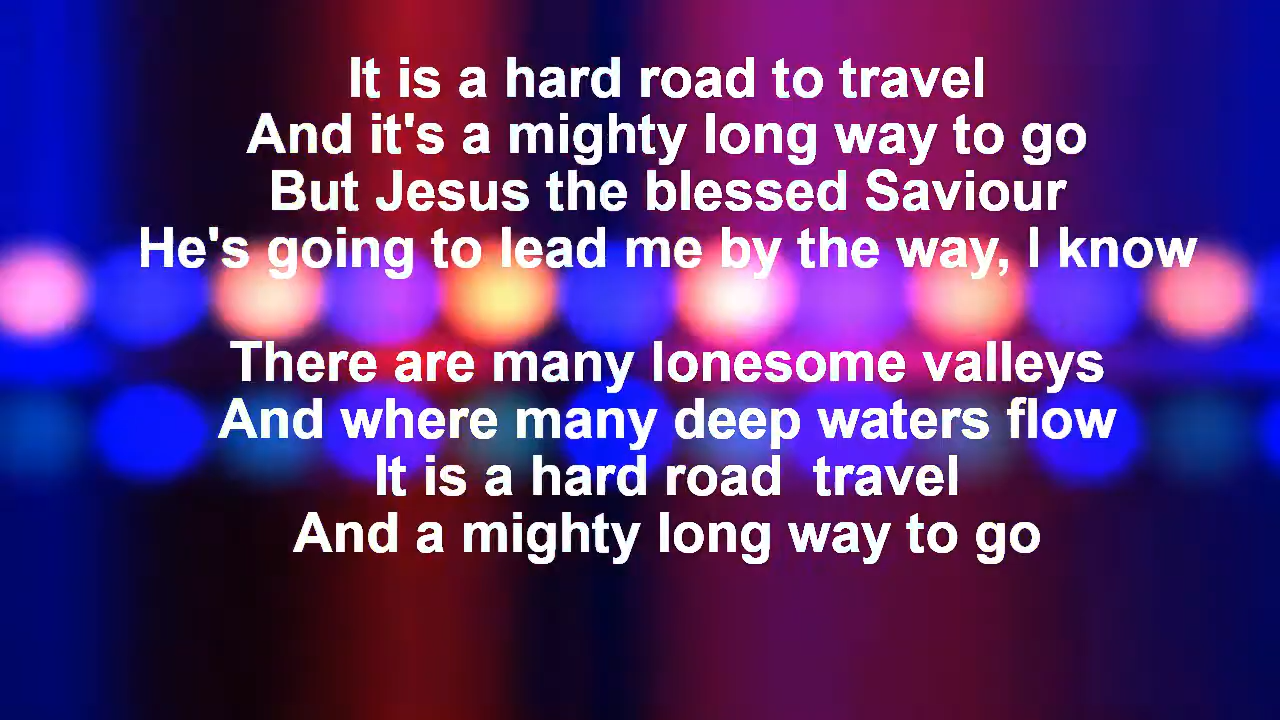 It is a hard road to travel
And it's a mighty long way to go
But Jesus the blessed Saviour
He's going to lead me by the way, I know
There are many lonesome valleys
And where many deep waters flow
It is a hard road  travel
And a mighty long way to go